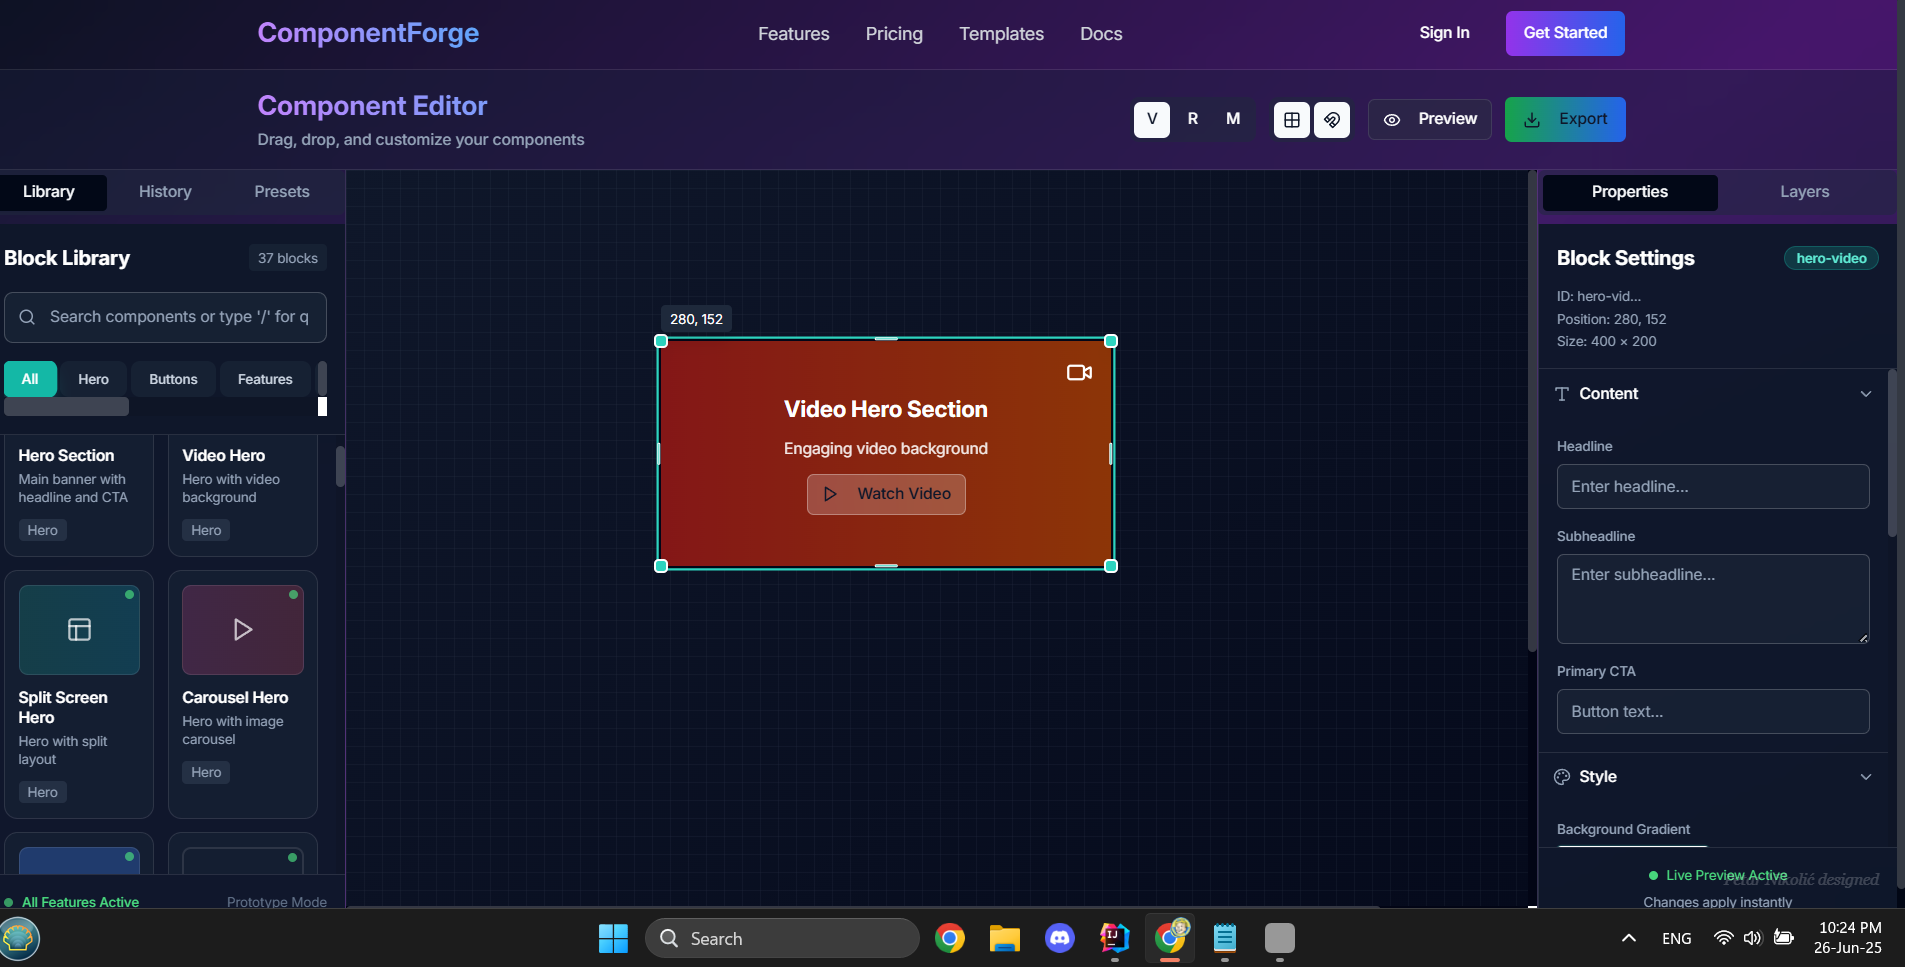 ComponentForge
Features Pricing Templates Docs
Sign In Get Started
Component Editor
Drag, drop, and customize your components
V R M Preview Export
Library History Presets
Block Library 37 blocks
Search components or type '/' for q
All Hero Buttons Features
Hero Section
Main banner with
headline and CTA
Hero
Video Hero
Hero with video
background
Hero
Split Screen
Hero
Hero with split
layout
Hero
Carousel Hero
Hero with image
carousel
Hero
All Features Active Prototype Mode
280, 152
Video Hero Section
Engaging video background
Watch Video
Properties Layers
Block Settings hero-video
ID: hero-vid...
Position: 280, 152
Size: 400 × 200
Content
Headline
Enter headline...
Subheadline
Enter subheadline...
Primary CTA
Button text...
Style
Background Gradient
Live Preview Active
Petar Nikolić designed
Changes apply instantly
Search
IJ
ENG
10:24 PM
26-Jun-25